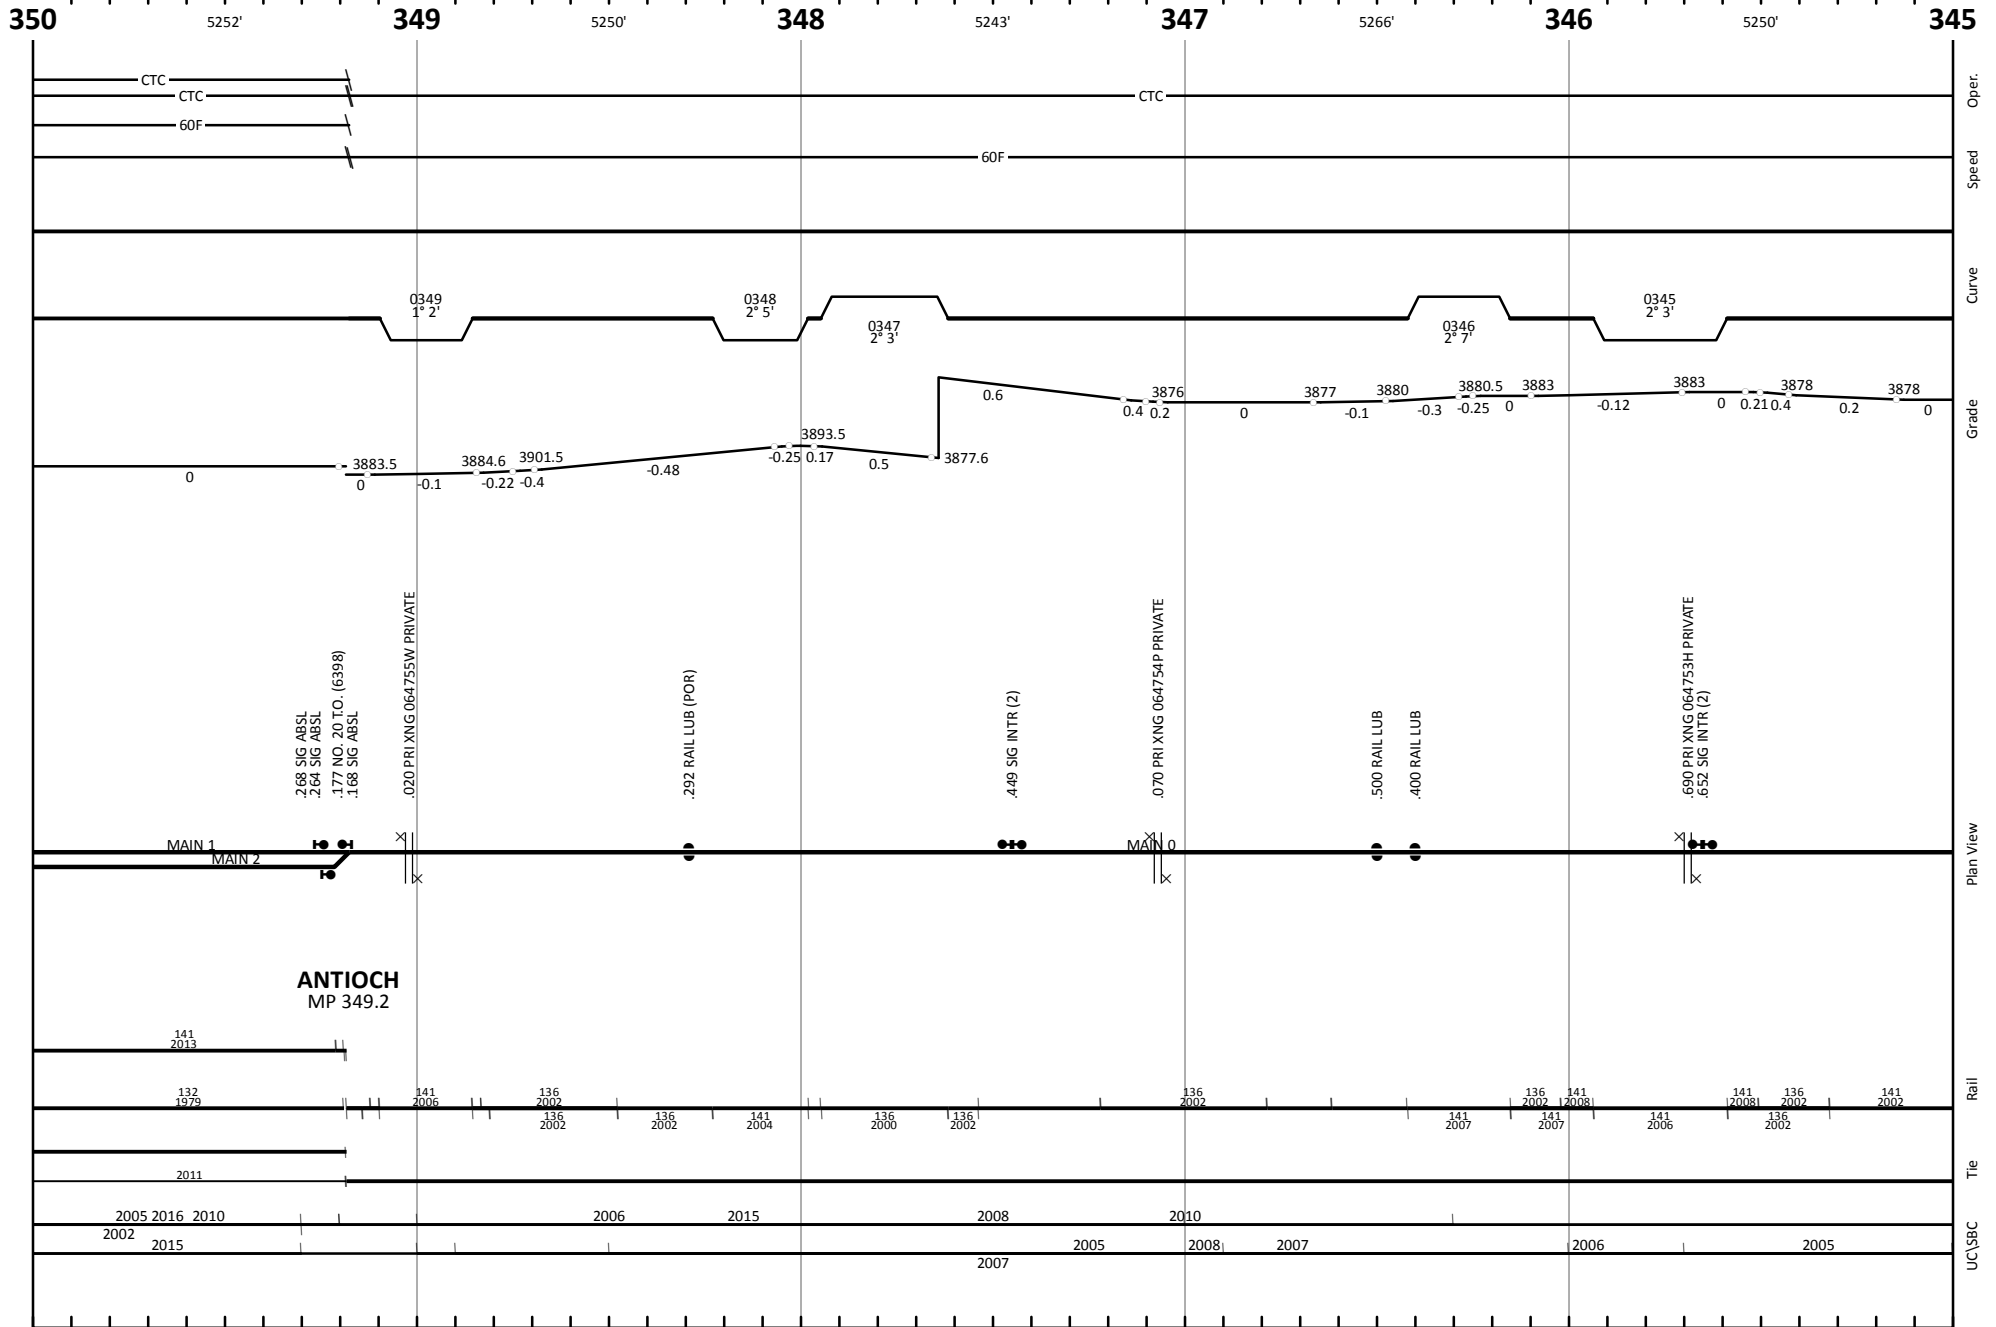 350 5252' 349 5250' 348 5243' 347 5266' 346 5250' 345
CTC
CTC CTC
Oper.
60F
60F
Speed
Curve
0349
1° 2'
0348
2° 5'
0347
2° 3'
0346
2° 7'
0345
2° 3'
Grade
3876 3877 3880 3880.5 3883 3883 3878 3878
0.6 0.4 0.2 0 -0.1 -0.3 -0.25 0 -0.12 0 0.21 0.4 0.2 0
3883.5 3884.6 3901.5 3893.5 3877.6
0 0 -0.1 -0.22 -0.4 -0.48 -0.25 0.17 0.5
.268 SIG ABSL
.264 SIG ABSL
.177 NO. 20 T.O. (6398)
.168 SIG ABSL
.020 PRI XNG 064755W PRIVATE
.292 RAIL LUB (POR)
.449 SIG INTR (2)
.070 PRI XNG 064754P PRIVATE
.500 RAIL LUB
.400 RAIL LUB
.690 PRI XNG 064753H PRIVATE
.652 SIG INTR (2)
MAIN 1
MAIN 2
MAIN 0
Plan View
ANTIOCH
MP 349.2
141
2013
132
1979
141
2006
136
2002
136
2002
136
2002
141
2008
141
2008
136
2002
141
2002
Rail
136
2002
136
2002
141
2004
136
2000
136
2002
141
2007
141
2007
141
2006
136
2002
2011
Tie
2005 2016 2010 2006 2015 2008 2010
2002
2015 2005 2008 2007 2006 2005
2007
UC\SBC